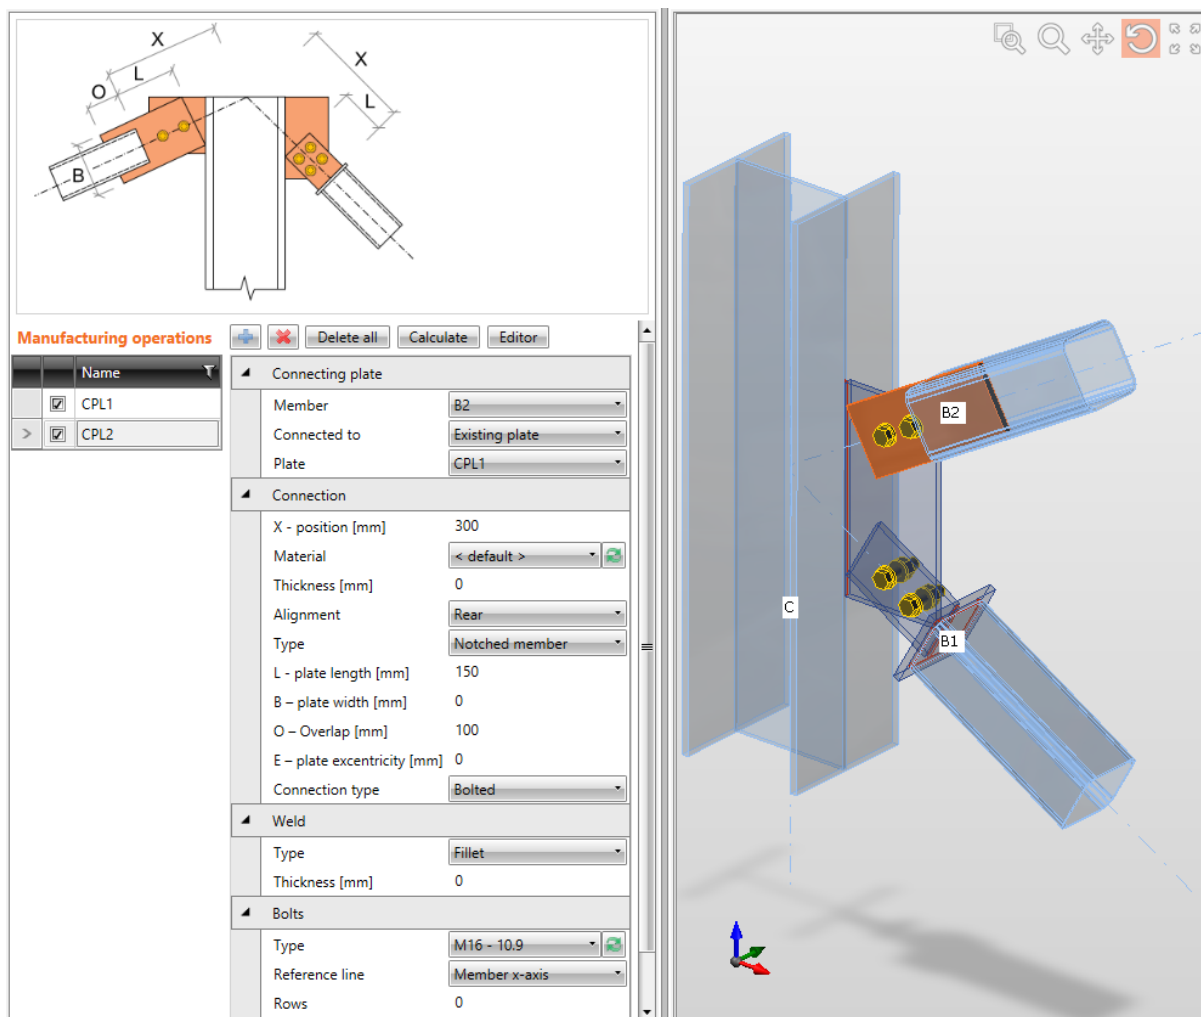 X
X
O
L
L
B
Manufacturing operations
Delete all
Calculate
Editor
Name
CPL1
CPL2
Connecting plate
Member B2
Connected to Existing plate
Plate CPL1
Connection
X - position [mm] 300
Material < default >
Thickness [mm] 0
Alignment Rear
Type Notched member
L - plate length [mm] 150
B – plate width [mm] 0
O – Overlap [mm] 100
E – plate excentricity [mm] 0
Connection type Bolted
Weld
Type Fillet
Thickness [mm] 0
Bolts
Type M16 - 10.9
Reference line Member x-axis
Rows 0
B2
C
B1